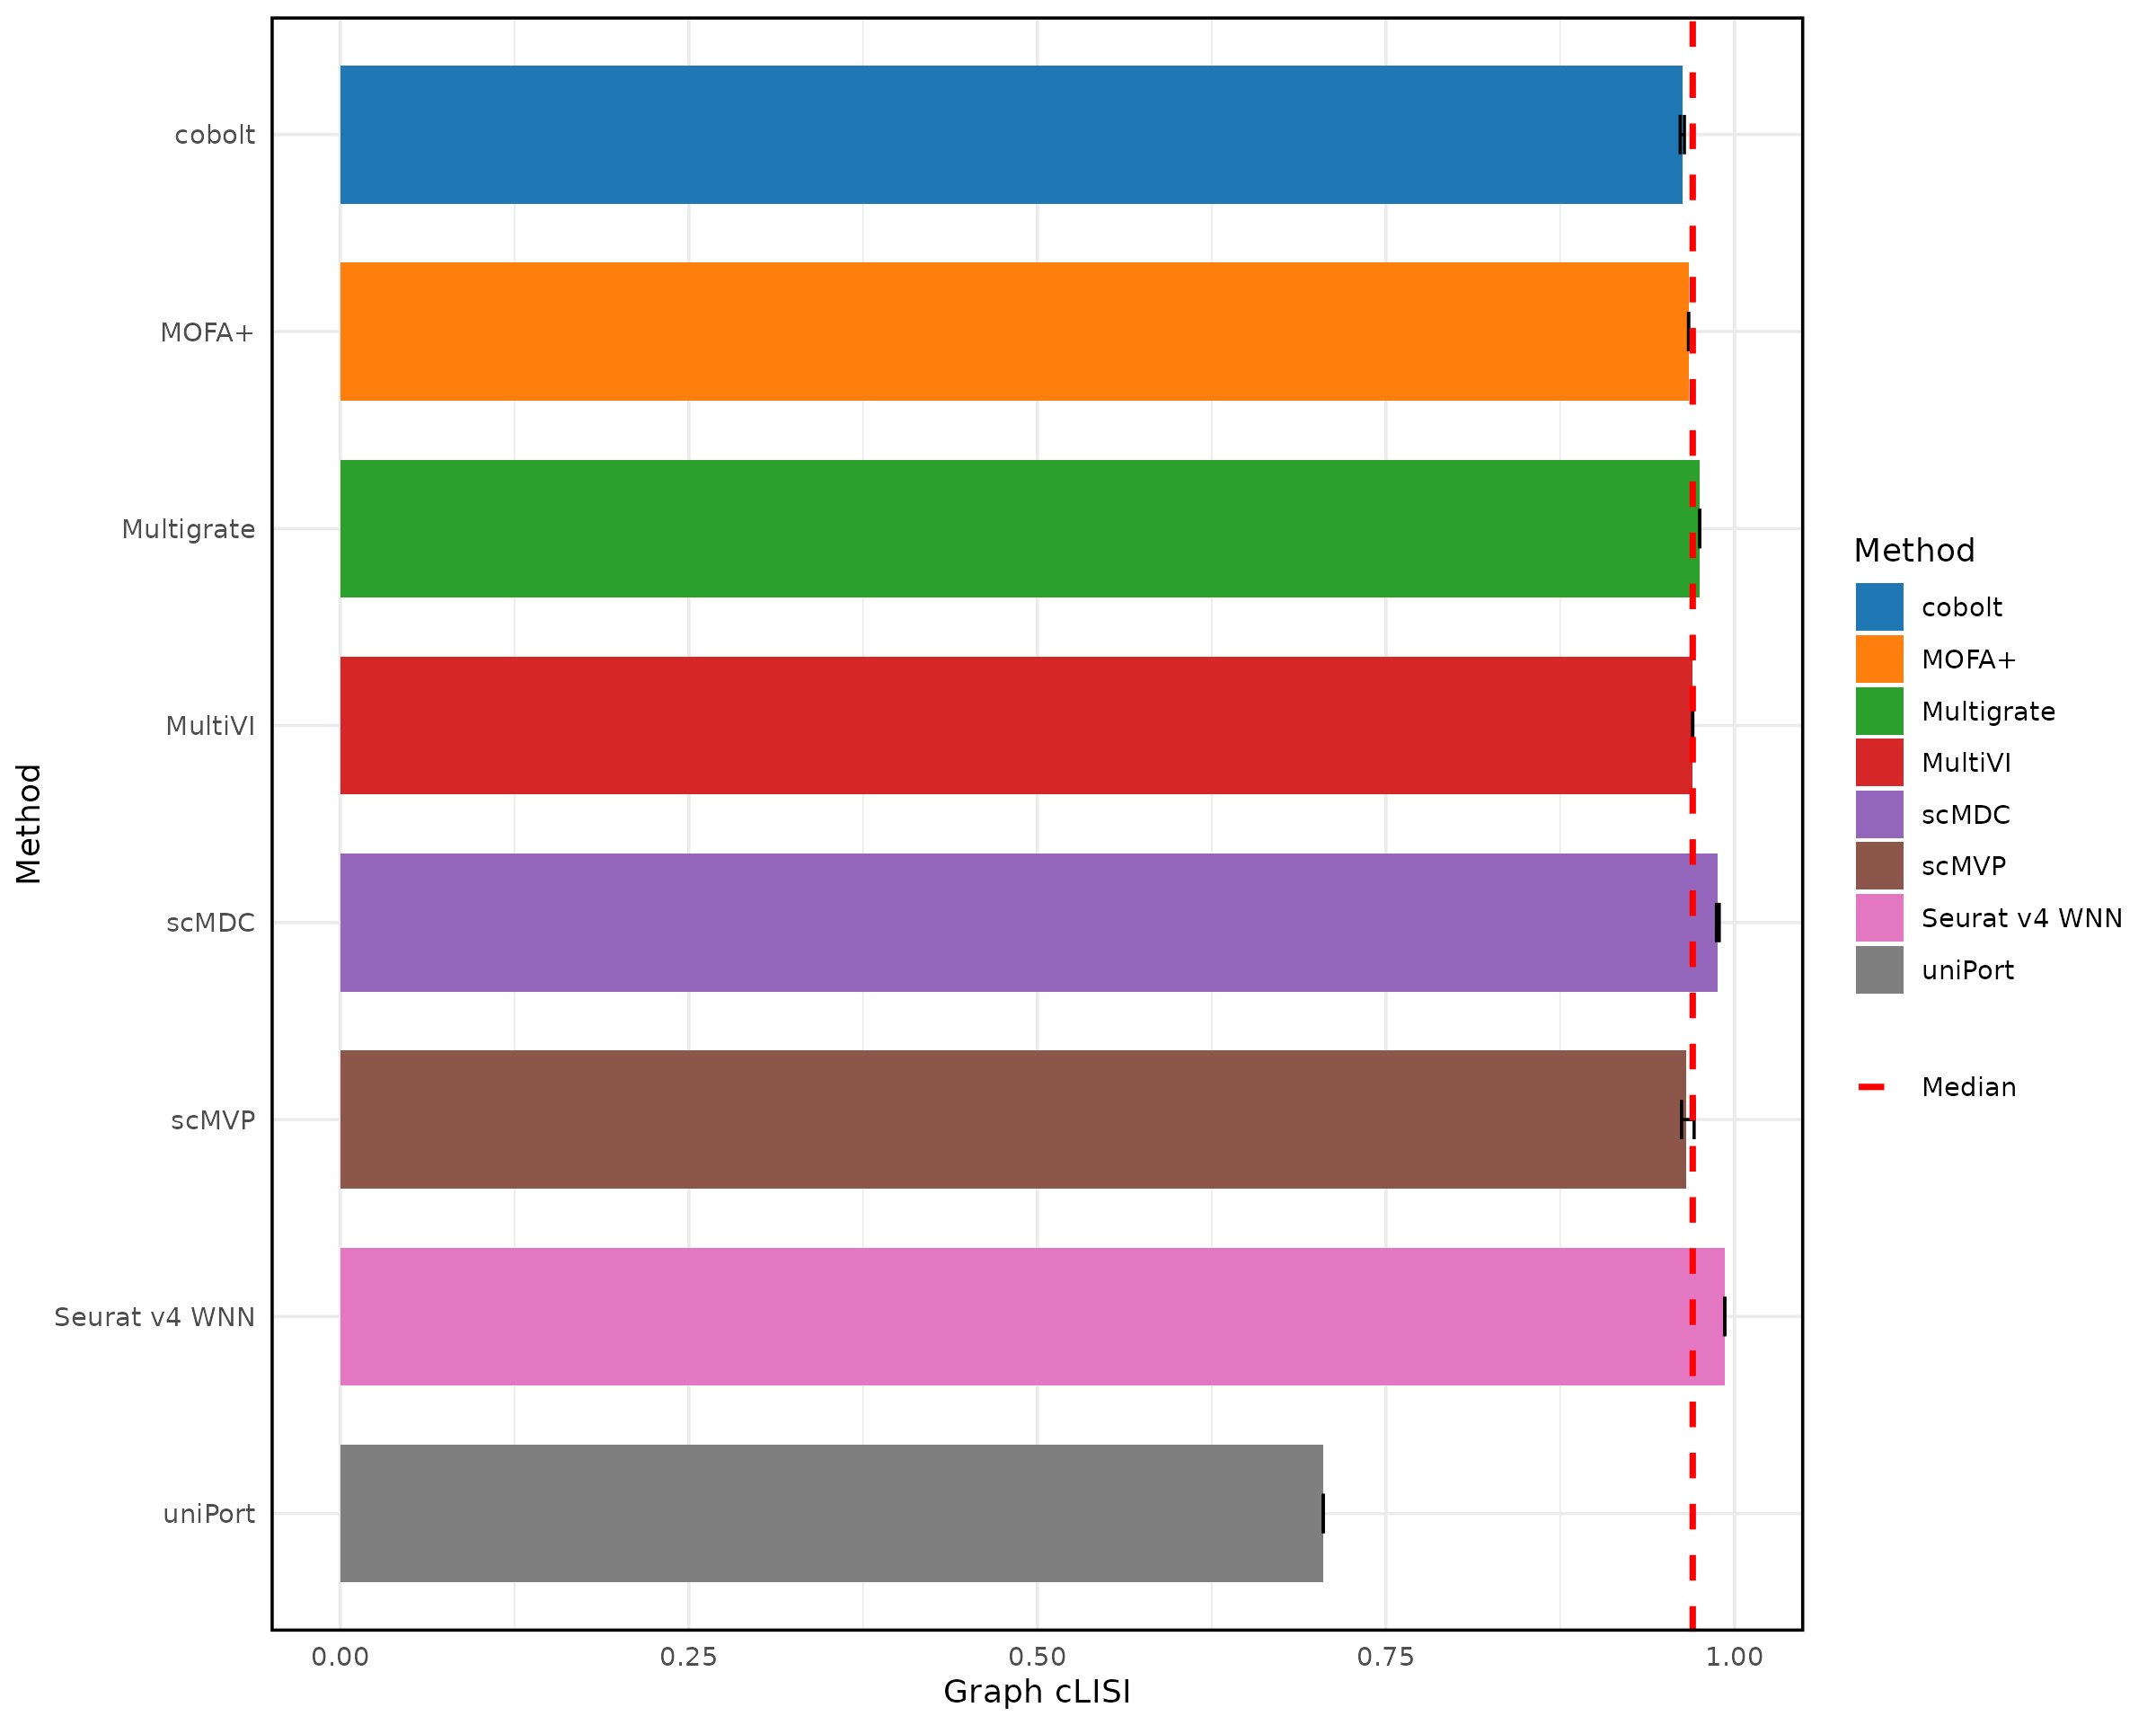 Method
cobolt
MOFA+
Multigrate
MultiVI
scMDC
scMVP
Seurat v4 WNN
uniPort
0.00 0.25 0.50 0.75 1.00
Graph cLISI
Method
cobolt
MOFA+
Multigrate
MultiVI
scMDC
scMVP
Seurat v4 WNN
uniPort
Median